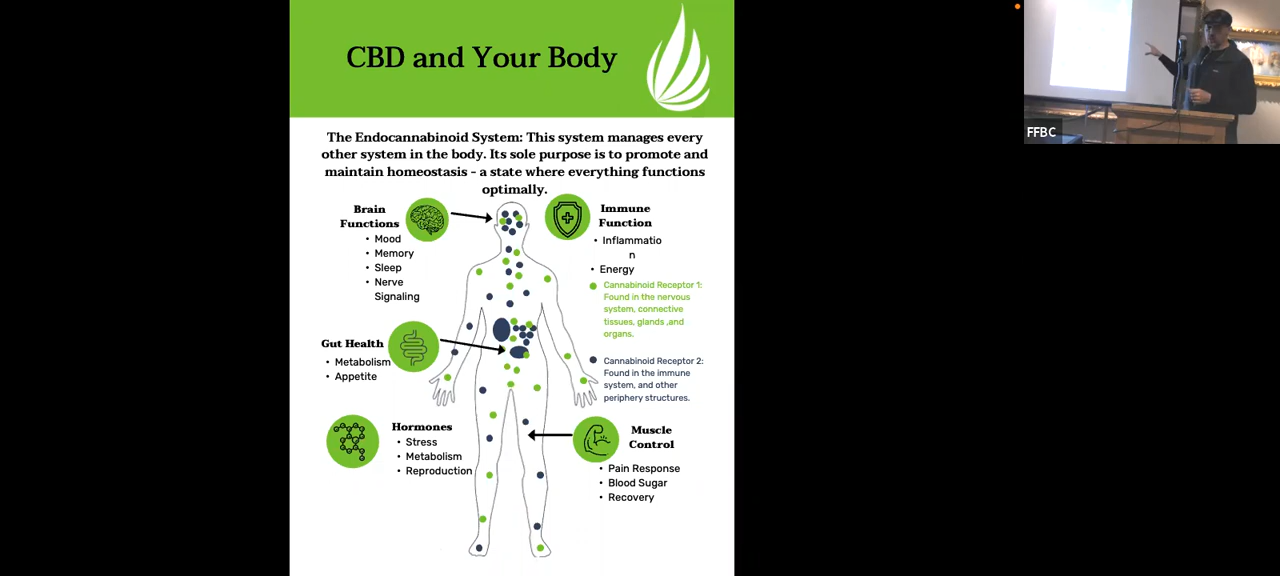 CBD and Your Body
FFBC
The Endocannabinoid System: This system manages every
other system in the body. Its sole purpose is to promote and
maintain homeostasis - a state where everything functions
optimally.
Brain
Functions
• Mood
• Memory
• Sleep
• Nerve
Signaling
Immune
Function
• Inflammatio
n
• Energy
Cannabinoid Receptor 1:
Found in the nervous
system, connective
tissues, glands ,and
organs.
Gut Health
• Metabolism
• Appetite
Cannabinoid Receptor 2:
Found in the immune
system, and other
periphery structures.
Hormones
• Stress
• Metabolism
• Reproduction
Muscle
Control
• Pain Response
• Blood Sugar
• Recovery